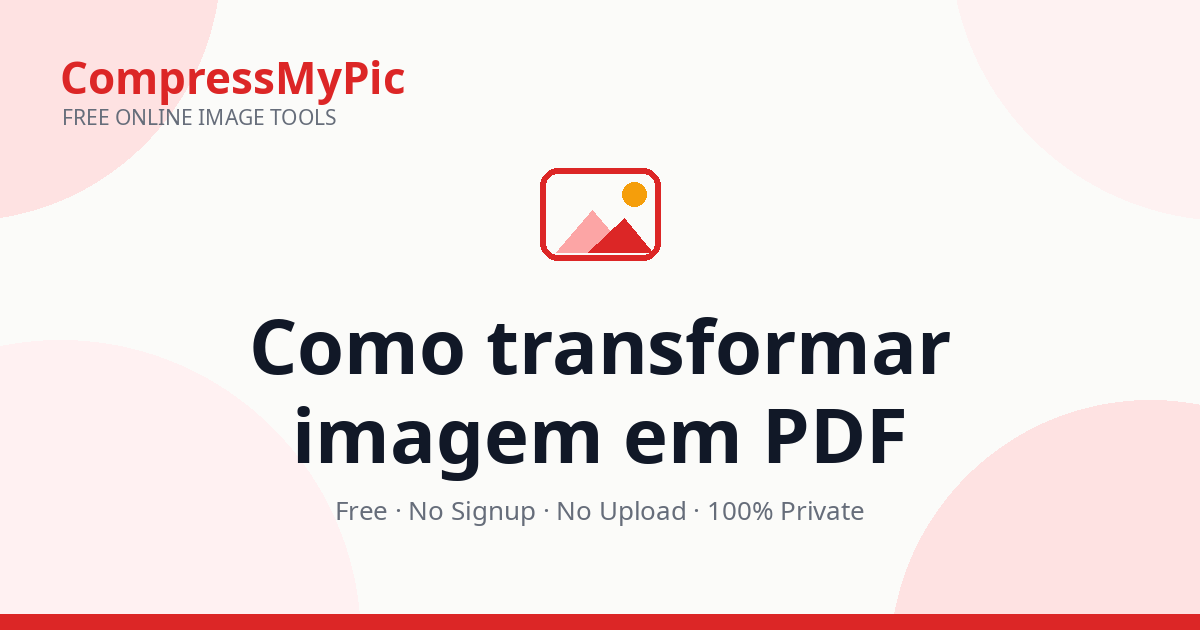 CompressMyPic
FREE ONLINE IMAGE TOOLS
Como transformar
imagem em PDF
Free · No Signup · No Upload · 100% Private